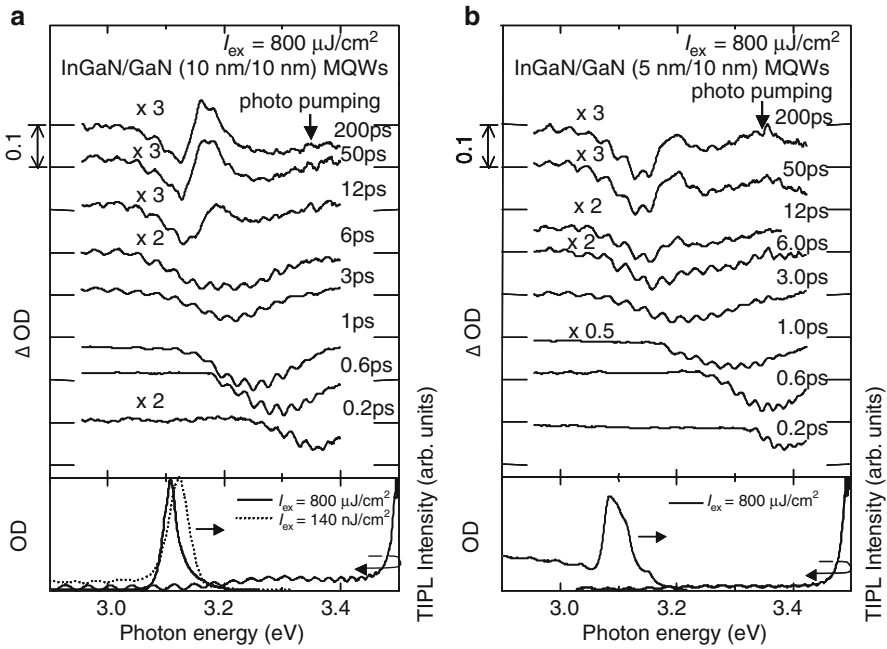 a
I_ex = 800 µJ/cm²
InGaN/GaN (10 nm/10 nm) MQWs
photo pumping
x 3
200ps
0.1
x 3
50ps
x 3
12ps
x 2
6ps
3ps
Δ OD
1ps
0.6ps
x 2
0.2ps
OD
I_ex = 800 µJ/cm²
I_ex = 140 nJ/cm²
TIPL Intensity (arb. units)
3.0 3.2 3.4
Photon energy (eV)
b
I_ex = 800 µJ/cm²
InGaN/GaN (5 nm/10 nm) MQWs
photo pumping
x 3
200ps
0.1
x 3
50ps
x 2
12ps
x 2
6.0ps
3.0ps
Δ OD
x 0.5
1.0ps
0.6ps
0.2ps
OD
I_ex = 800 µJ/cm²
TIPL Intensity (arb. units)
3.0 3.2 3.4
Photon energy (eV)